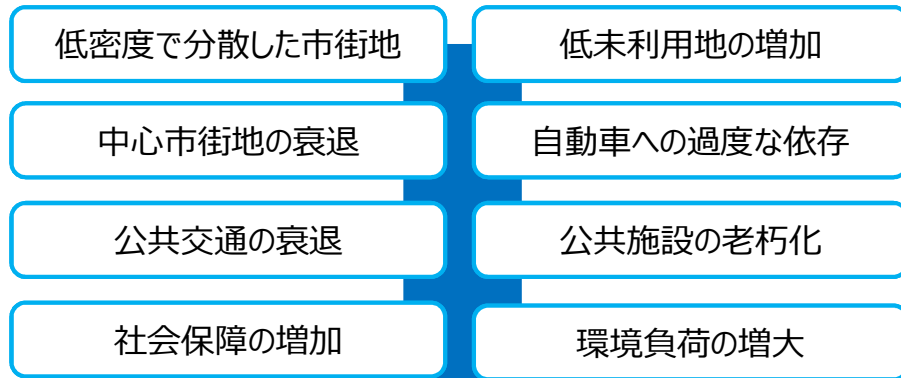 低密度で分散した市街地
低未利用地の増加
中心市街地の衰退
自動車への過度な依存
公共交通の衰退
公共施設の老朽化
社会保障の増加
環境負荷の増大